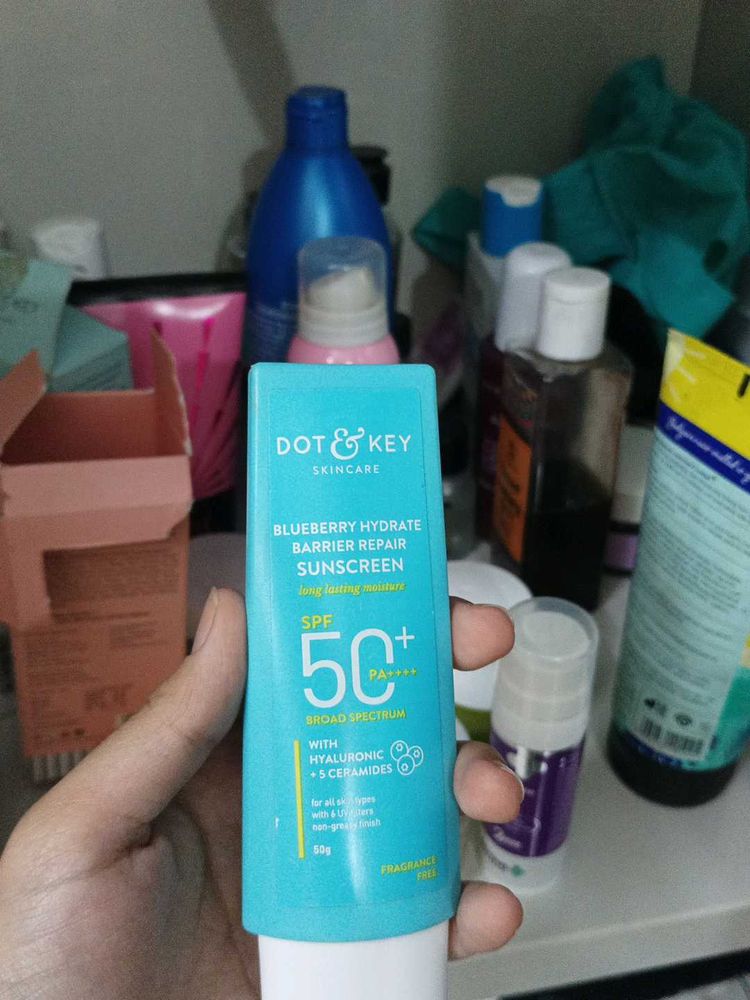 DOT & KEY
SKINCARE
BLUEBERRY HYDRATE
BARRIER REPAIR
SUNSCREEN
long lasting moisture
SPF
50+
PA++++
BROAD SPECTRUM
WITH
HYALURONIC
+ 5 CERAMIDES
for all skin types
with 6 UV filters
non-greasy finish
50g
FRAGRANCE
FREE